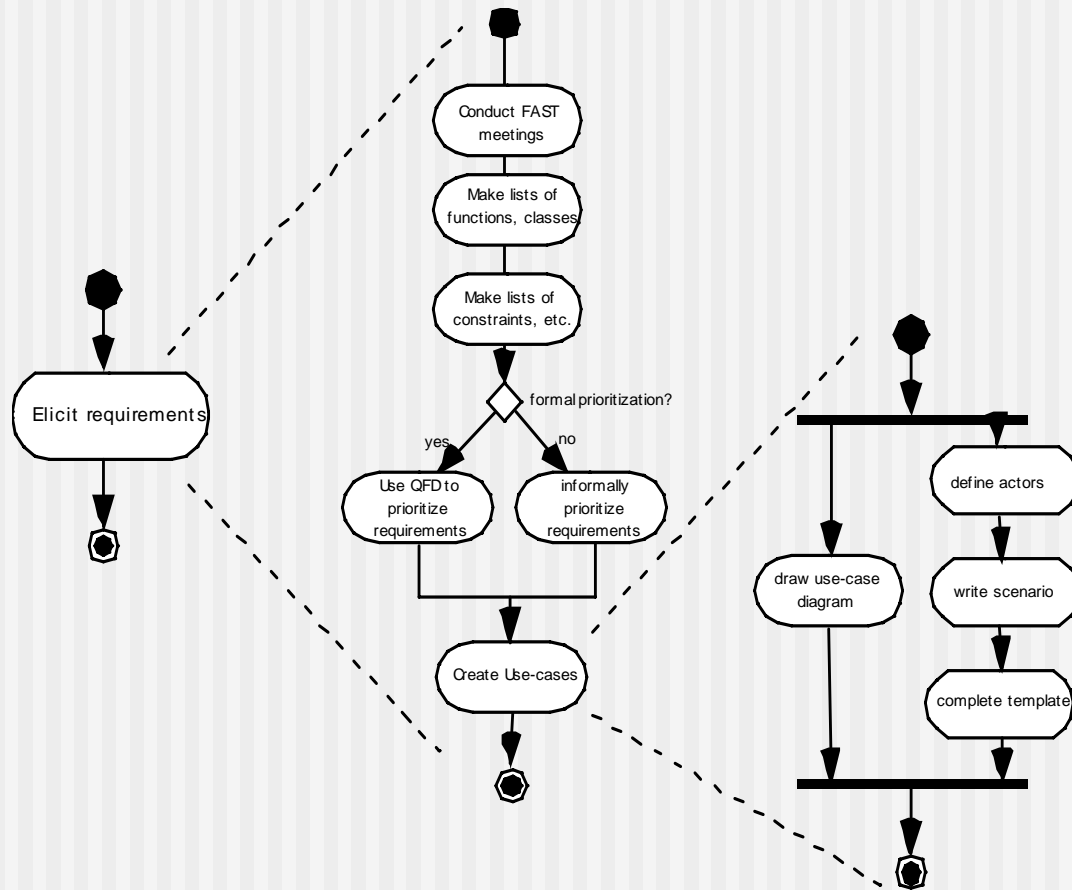 Elicit requirements
Conduct FAST
meetings
Make lists of
functions, classes
Make lists of
constraints, etc.
formal prioritization?
yes
no
Use QFD to
prioritize
requirements
informally
prioritize
requirements
Create Use-cases
draw use-case
diagram
define actors
write scenario
complete template